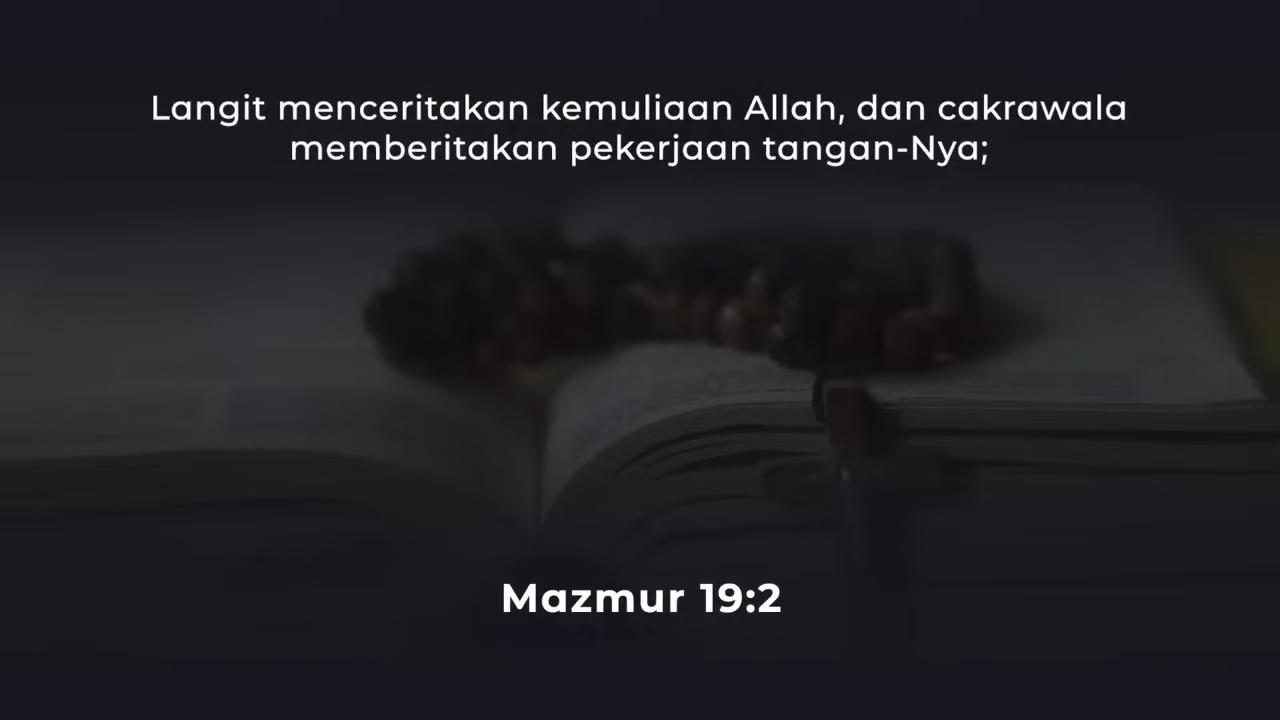 Langit menceritakan kemuliaan Allah, dan cakrawala
memberitakan pekerjaan tangan-Nya;
Mazmur 19:2